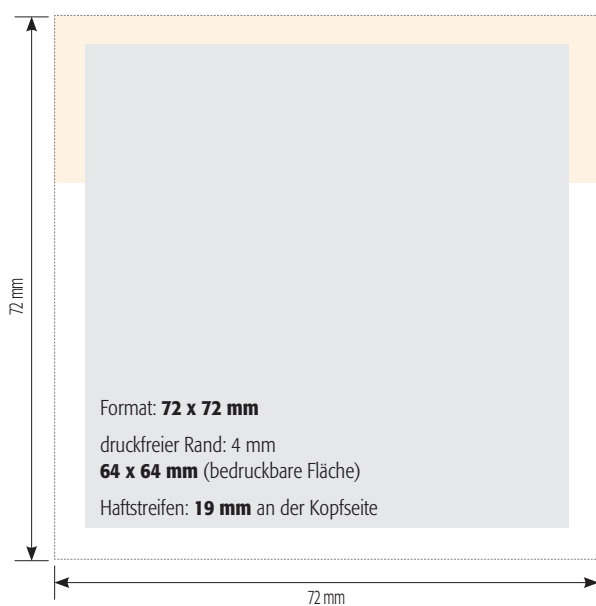 72 mm
Format: 72 x 72 mm
druckfreier Rand: 4 mm
64 x 64 mm (bedruckbare Fläche)
Haftstreifen: 19 mm an der Kopfseite
72 mm